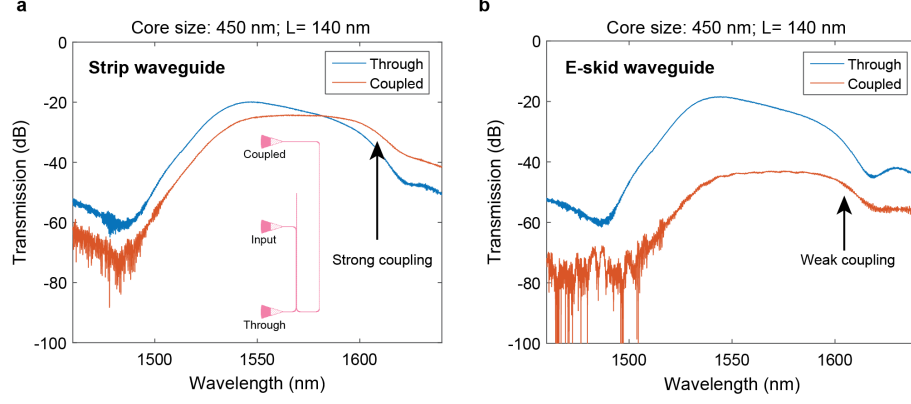 a
Core size: 450 nm; L= 140 nm
0
-20
-40
-60
-80
-100
Transmission (dB)
Strip waveguide
Through
Coupled
Coupled
Input
Through
Strong coupling
1500
1550
1600
Wavelength (nm)
b
Core size: 450 nm; L= 140 nm
0
-20
-40
-60
-80
-100
Transmission (dB)
E-skid waveguide
Through
Coupled
Weak coupling
1500
1550
1600
Wavelength (nm)